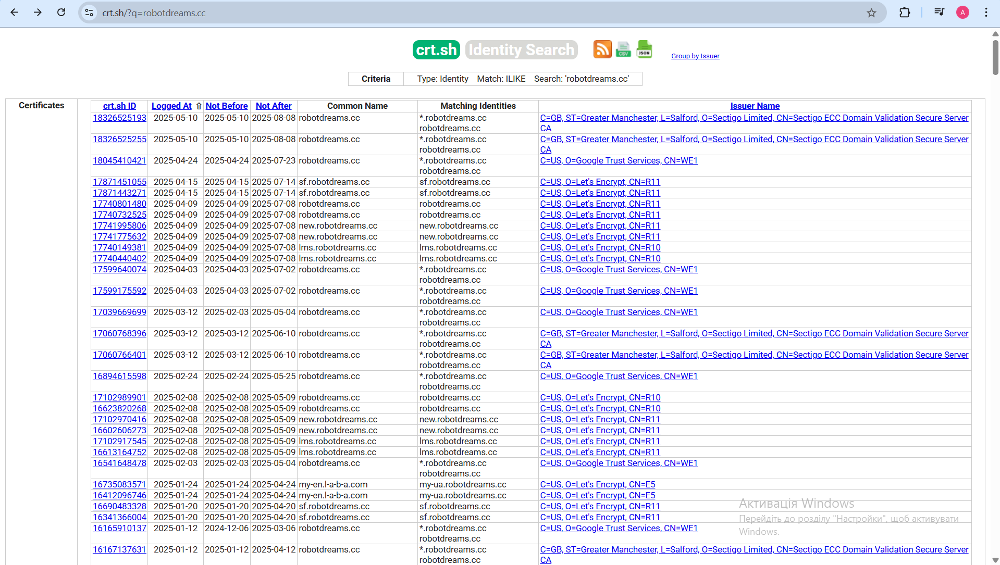 crt.sh/?q=robotdreams.cc
A
crt.sh Identity Search CSV JSON Group by Issuer
Criteria Type: Identity Match: ILIKE Search: 'robotdreams.cc'
Certificates
crt.sh ID Logged At ⇧ Not Before Not After Common Name Matching Identities Issuer Name
18326525193 2025-05-10 2025-05-10 2025-08-08 robotdreams.cc *.robotdreams.cc C=GB, ST=Greater Manchester, L=Salford, O=Sectigo Limited, CN=Sectigo ECC Domain Validation Secure Server
robotdreams.cc CA
18326525255 2025-05-10 2025-05-10 2025-08-08 robotdreams.cc *.robotdreams.cc C=GB, ST=Greater Manchester, L=Salford, O=Sectigo Limited, CN=Sectigo ECC Domain Validation Secure Server
robotdreams.cc CA
18045410421 2025-04-24 2025-04-24 2025-07-23 robotdreams.cc *.robotdreams.cc C=US, O=Google Trust Services, CN=WE1
robotdreams.cc
17871451055 2025-04-15 2025-04-15 2025-07-14 sf.robotdreams.cc sf.robotdreams.cc C=US, O=Let's Encrypt, CN=R11
17871443271 2025-04-15 2025-04-15 2025-07-14 sf.robotdreams.cc sf.robotdreams.cc C=US, O=Let's Encrypt, CN=R11
17740801480 2025-04-09 2025-04-09 2025-07-08 robotdreams.cc robotdreams.cc C=US, O=Let's Encrypt, CN=R11
17740732525 2025-04-09 2025-04-09 2025-07-08 robotdreams.cc robotdreams.cc C=US, O=Let's Encrypt, CN=R11
17741995806 2025-04-09 2025-04-09 2025-07-08 new.robotdreams.cc new.robotdreams.cc C=US, O=Let's Encrypt, CN=R11
17741775632 2025-04-09 2025-04-09 2025-07-08 new.robotdreams.cc new.robotdreams.cc C=US, O=Let's Encrypt, CN=R11
17740149381 2025-04-09 2025-04-09 2025-07-08 lms.robotdreams.cc lms.robotdreams.cc C=US, O=Let's Encrypt, CN=R10
17740440402 2025-04-09 2025-04-09 2025-07-08 lms.robotdreams.cc lms.robotdreams.cc C=US, O=Let's Encrypt, CN=R10
17599640074 2025-04-03 2025-04-03 2025-07-02 robotdreams.cc *.robotdreams.cc C=US, O=Google Trust Services, CN=WE1
robotdreams.cc
17599175592 2025-04-03 2025-04-03 2025-07-02 robotdreams.cc *.robotdreams.cc C=US, O=Google Trust Services, CN=WE1
robotdreams.cc
17039669699 2025-03-12 2025-02-03 2025-05-04 robotdreams.cc *.robotdreams.cc C=US, O=Google Trust Services, CN=WE1
robotdreams.cc
17060768396 2025-03-12 2025-03-12 2025-06-10 robotdreams.cc *.robotdreams.cc C=GB, ST=Greater Manchester, L=Salford, O=Sectigo Limited, CN=Sectigo ECC Domain Validation Secure Server
robotdreams.cc CA
17060766401 2025-03-12 2025-03-12 2025-06-10 robotdreams.cc *.robotdreams.cc C=GB, ST=Greater Manchester, L=Salford, O=Sectigo Limited, CN=Sectigo ECC Domain Validation Secure Server
robotdreams.cc CA
16894615598 2025-02-24 2025-02-24 2025-05-25 robotdreams.cc *.robotdreams.cc C=US, O=Google Trust Services, CN=WE1
robotdreams.cc
17102989901 2025-02-08 2025-02-08 2025-05-09 robotdreams.cc robotdreams.cc C=US, O=Let's Encrypt, CN=R10
16623820268 2025-02-08 2025-02-08 2025-05-09 robotdreams.cc robotdreams.cc C=US, O=Let's Encrypt, CN=R10
17102970416 2025-02-08 2025-02-08 2025-05-09 new.robotdreams.cc new.robotdreams.cc C=US, O=Let's Encrypt, CN=R11
16602606273 2025-02-08 2025-02-08 2025-05-09 new.robotdreams.cc new.robotdreams.cc C=US, O=Let's Encrypt, CN=R11
17102917545 2025-02-08 2025-02-08 2025-05-09 lms.robotdreams.cc lms.robotdreams.cc C=US, O=Let's Encrypt, CN=R11
16613164752 2025-02-08 2025-02-08 2025-05-09 lms.robotdreams.cc lms.robotdreams.cc C=US, O=Let's Encrypt, CN=R11
16541648478 2025-02-03 2025-02-03 2025-05-04 robotdreams.cc *.robotdreams.cc C=US, O=Google Trust Services, CN=WE1
robotdreams.cc
16735083571 2025-01-24 2025-01-24 2025-04-24 my-en.l-a-b-a.com my-ua.robotdreams.cc C=US, O=Let's Encrypt, CN=E5
16412096746 2025-01-24 2025-01-24 2025-04-24 my-en.l-a-b-a.com my-ua.robotdreams.cc C=US, O=Let's Encrypt, CN=E5
16690483328 2025-01-20 2025-01-20 2025-04-20 sf.robotdreams.cc sf.robotdreams.cc C=US, O=Let's Encrypt, CN=R11
16341366004 2025-01-20 2025-01-20 2025-04-20 sf.robotdreams.cc sf.robotdreams.cc C=US, O=Let's Encrypt, CN=R11
16165910137 2025-01-12 2024-12-06 2025-03-06 robotdreams.cc *.robotdreams.cc C=US, O=Google Trust Services, CN=WE1
robotdreams.cc
16167137631 2025-01-12 2025-01-12 2025-04-12 robotdreams.cc *.robotdreams.cc C=GB, ST=Greater Manchester, L=Salford, O=Sectigo Limited, CN=Sectigo ECC Domain Validation Secure Server
robotdreams.cc CA
Активація Windows
Перейдіть до розділу "Настройки", щоб активувати
Windows.